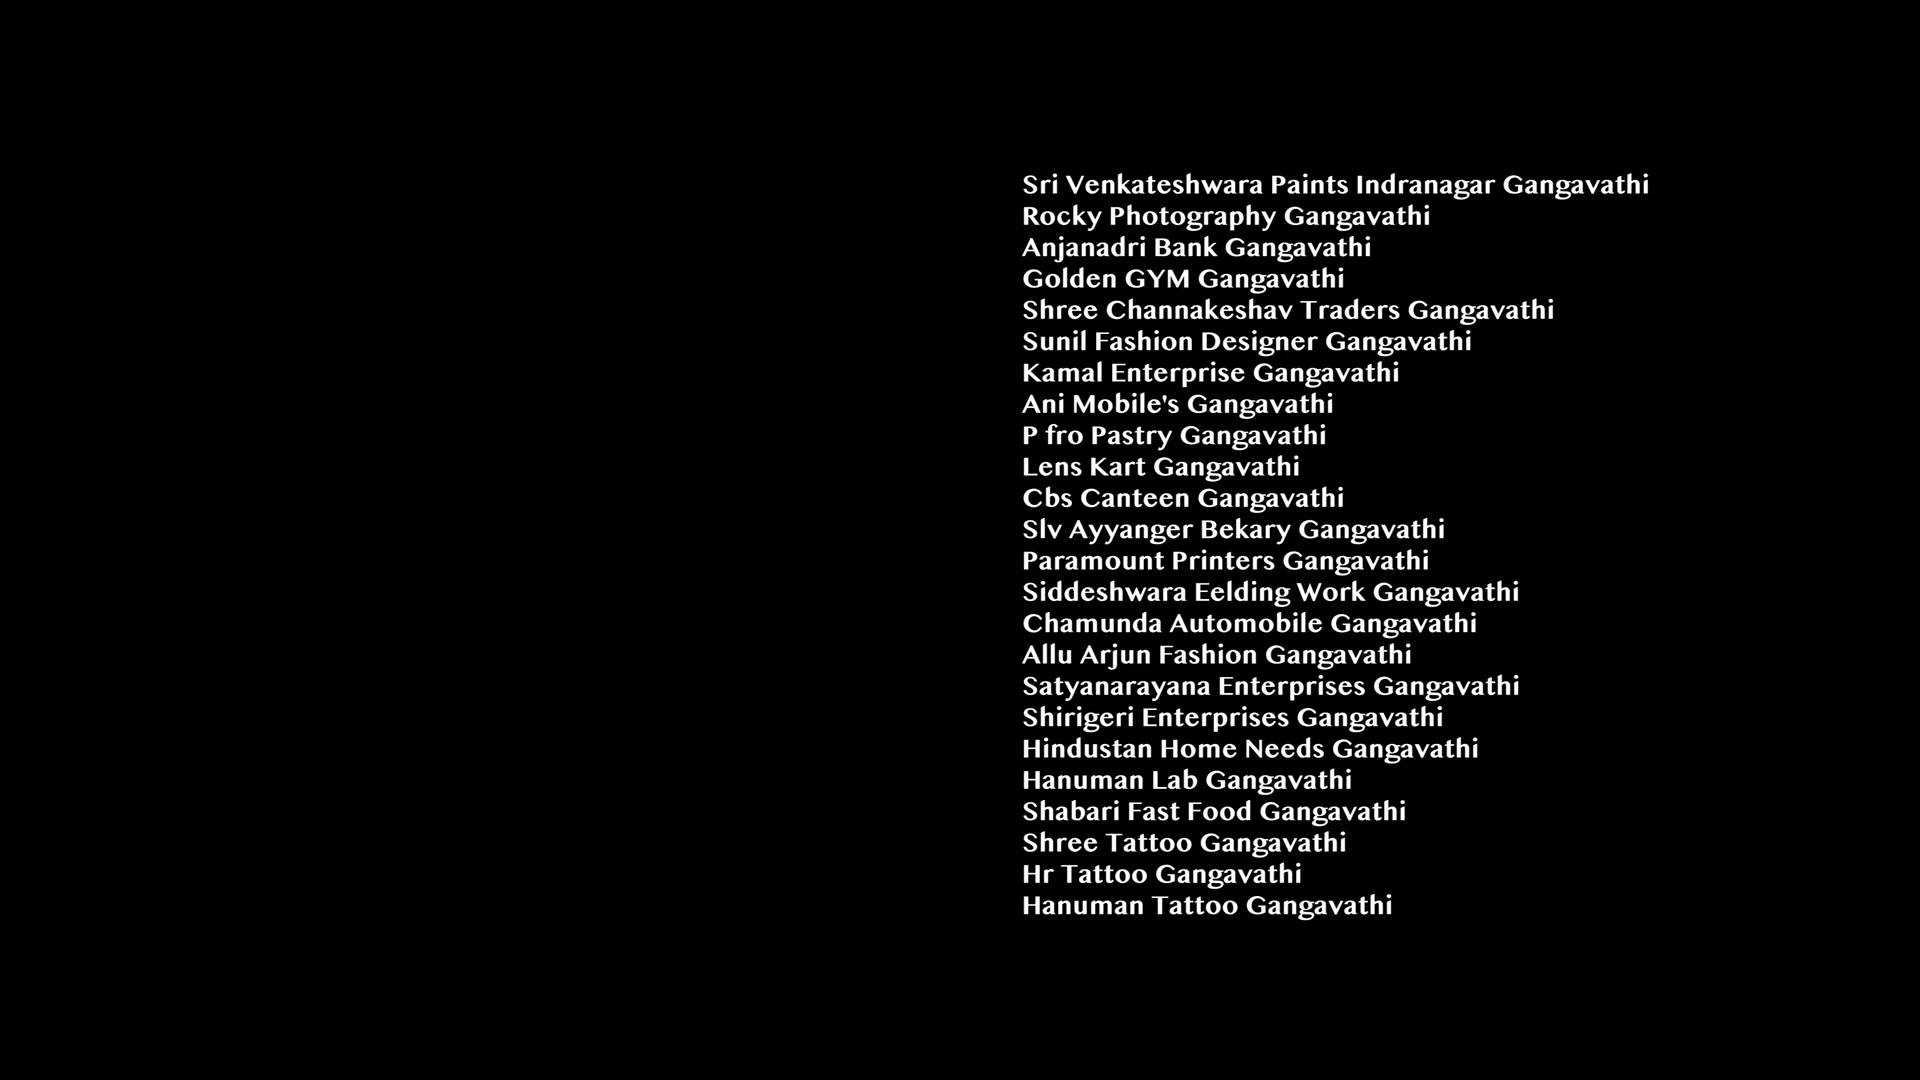 Sri Venkateshwara Paints Indranagar Gangavathi
Rocky Photography Gangavathi
Anjanadri Bank Gangavathi
Golden GYM Gangavathi
Shree Channakeshav Traders Gangavathi
Sunil Fashion Designer Gangavathi
Kamal Enterprise Gangavathi
Ani Mobile's Gangavathi
P fro Pastry Gangavathi
Lens Kart Gangavathi
Cbs Canteen Gangavathi
Slv Ayyanger Bekary Gangavathi
Paramount Printers Gangavathi
Siddeshwara Eelding Work Gangavathi
Chamunda Automobile Gangavathi
Allu Arjun Fashion Gangavathi
Satyanarayana Enterprises Gangavathi
Shirigeri Enterprises Gangavathi
Hindustan Home Needs Gangavathi
Hanuman Lab Gangavathi
Shabari Fast Food Gangavathi
Shree Tattoo Gangavathi
Hr Tattoo Gangavathi
Hanuman Tattoo Gangavathi